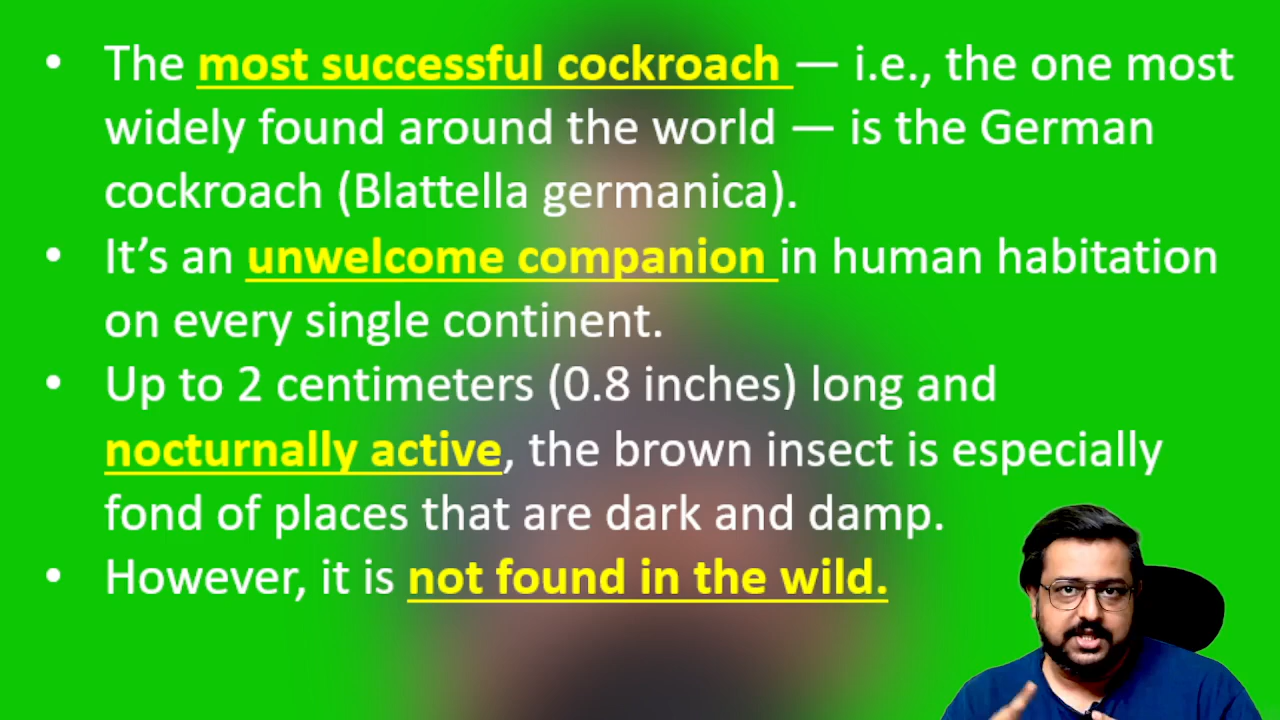 • The most successful cockroach — i.e., the one most
widely found around the world — is the German
cockroach (Blattella germanica).
• It’s an unwelcome companion in human habitation
on every single continent.
• Up to 2 centimeters (0.8 inches) long and
nocturnally active, the brown insect is especially
fond of places that are dark and damp.
• However, it is not found in the wild.